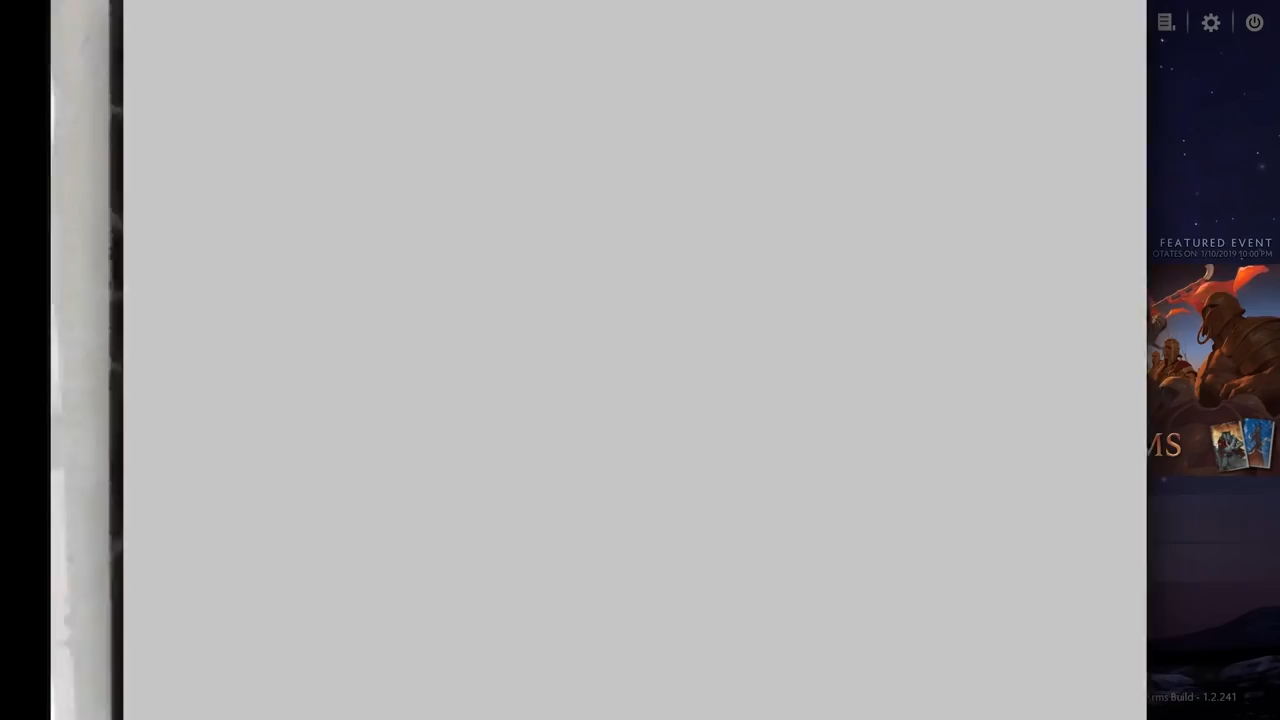 FEATURED EVENT
OTATES ON: 1/10/2019 10:00 PM
MS
rms Build - 1.2.241